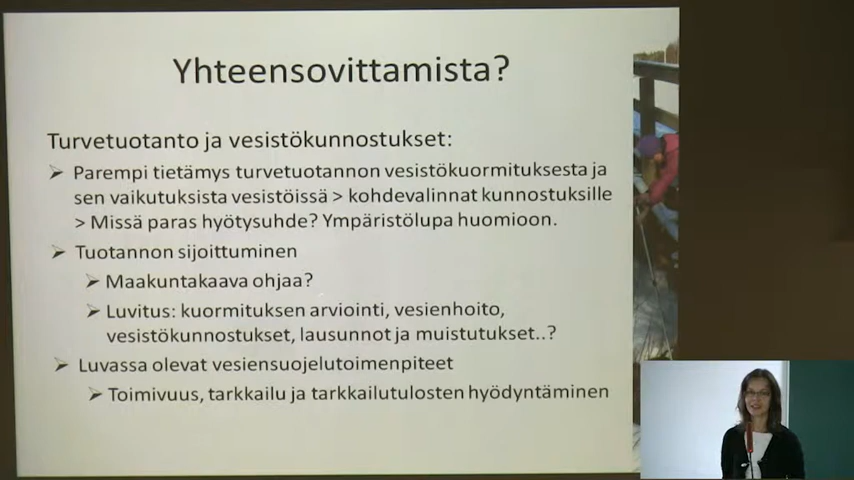 Yhteensovittamista?
Turvetuotanto ja vesistökunnostukset:
Parempi tietämys turvetuotannon vesistökuormituksesta ja
sen vaikutuksista vesistöissä > kohdevalinnat kunnostuksille
> Missä paras hyötysuhde? Ympäristölupa huomioon.
Tuotannon sijoittuminen
Maakuntakaava ohjaa?
Luvitus: kuormituksen arviointi, vesienhoito,
vesistökunnostukset, lausunnot ja muistutukset..?
Luvassa olevat vesiensuojelutoimenpiteet
Toimivuus, tarkkailu ja tarkkailutulosten hyödyntäminen